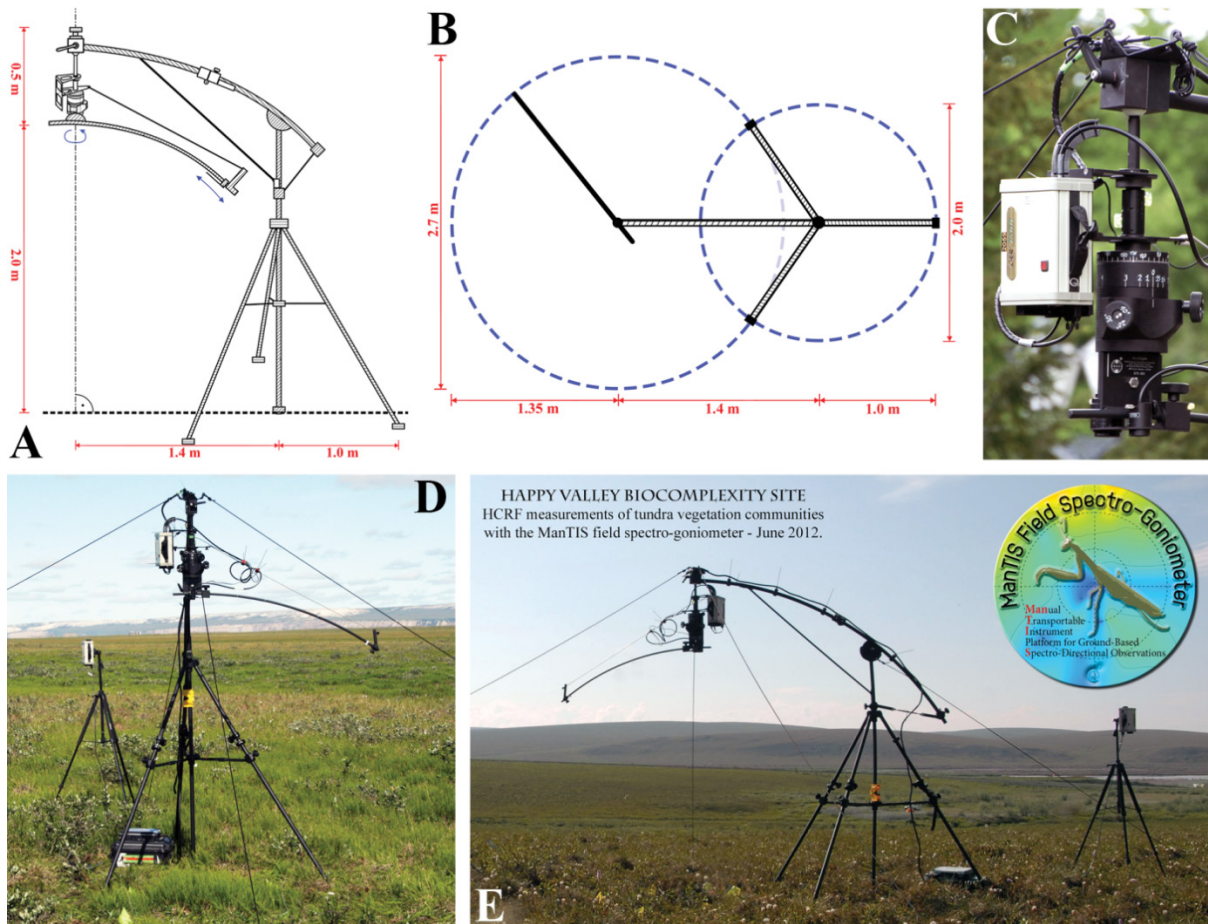 A
0.5 m
2.0 m
1.4 m
1.0 m
B
2.7 m
2.0 m
1.35 m
1.4 m
1.0 m
C
D
HAPPY VALLEY BIOCOMPLEXITY SITE
HCRF measurements of tundra vegetation communities
with the ManTIS field spectro-goniometer - June 2012.
ManTIS Field Spectro-Goniometer
Manual
Transportable
Instrument
Platform for Ground-Based
Spectro-Directional Observations
E